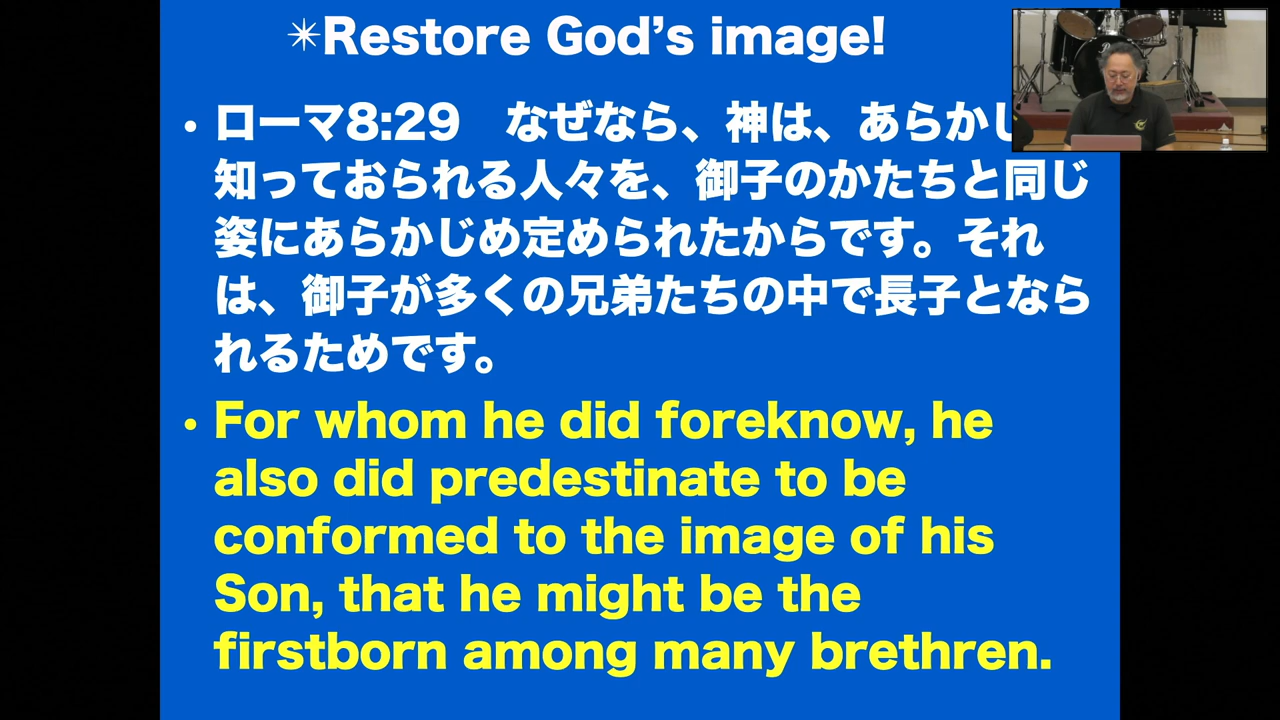 ✴Restore God’s image!
• ローマ8:29　なぜなら、神は、あらかし
知っておられる人々を、御子のかたちと同じ
姿にあらかじめ定められたからです。それ
は、御子が多くの兄弟たちの中で長子となら
れるためです。
• For whom he did foreknow, he
also did predestinate to be
conformed to the image of his
Son, that he might be the
firstborn among many brethren.